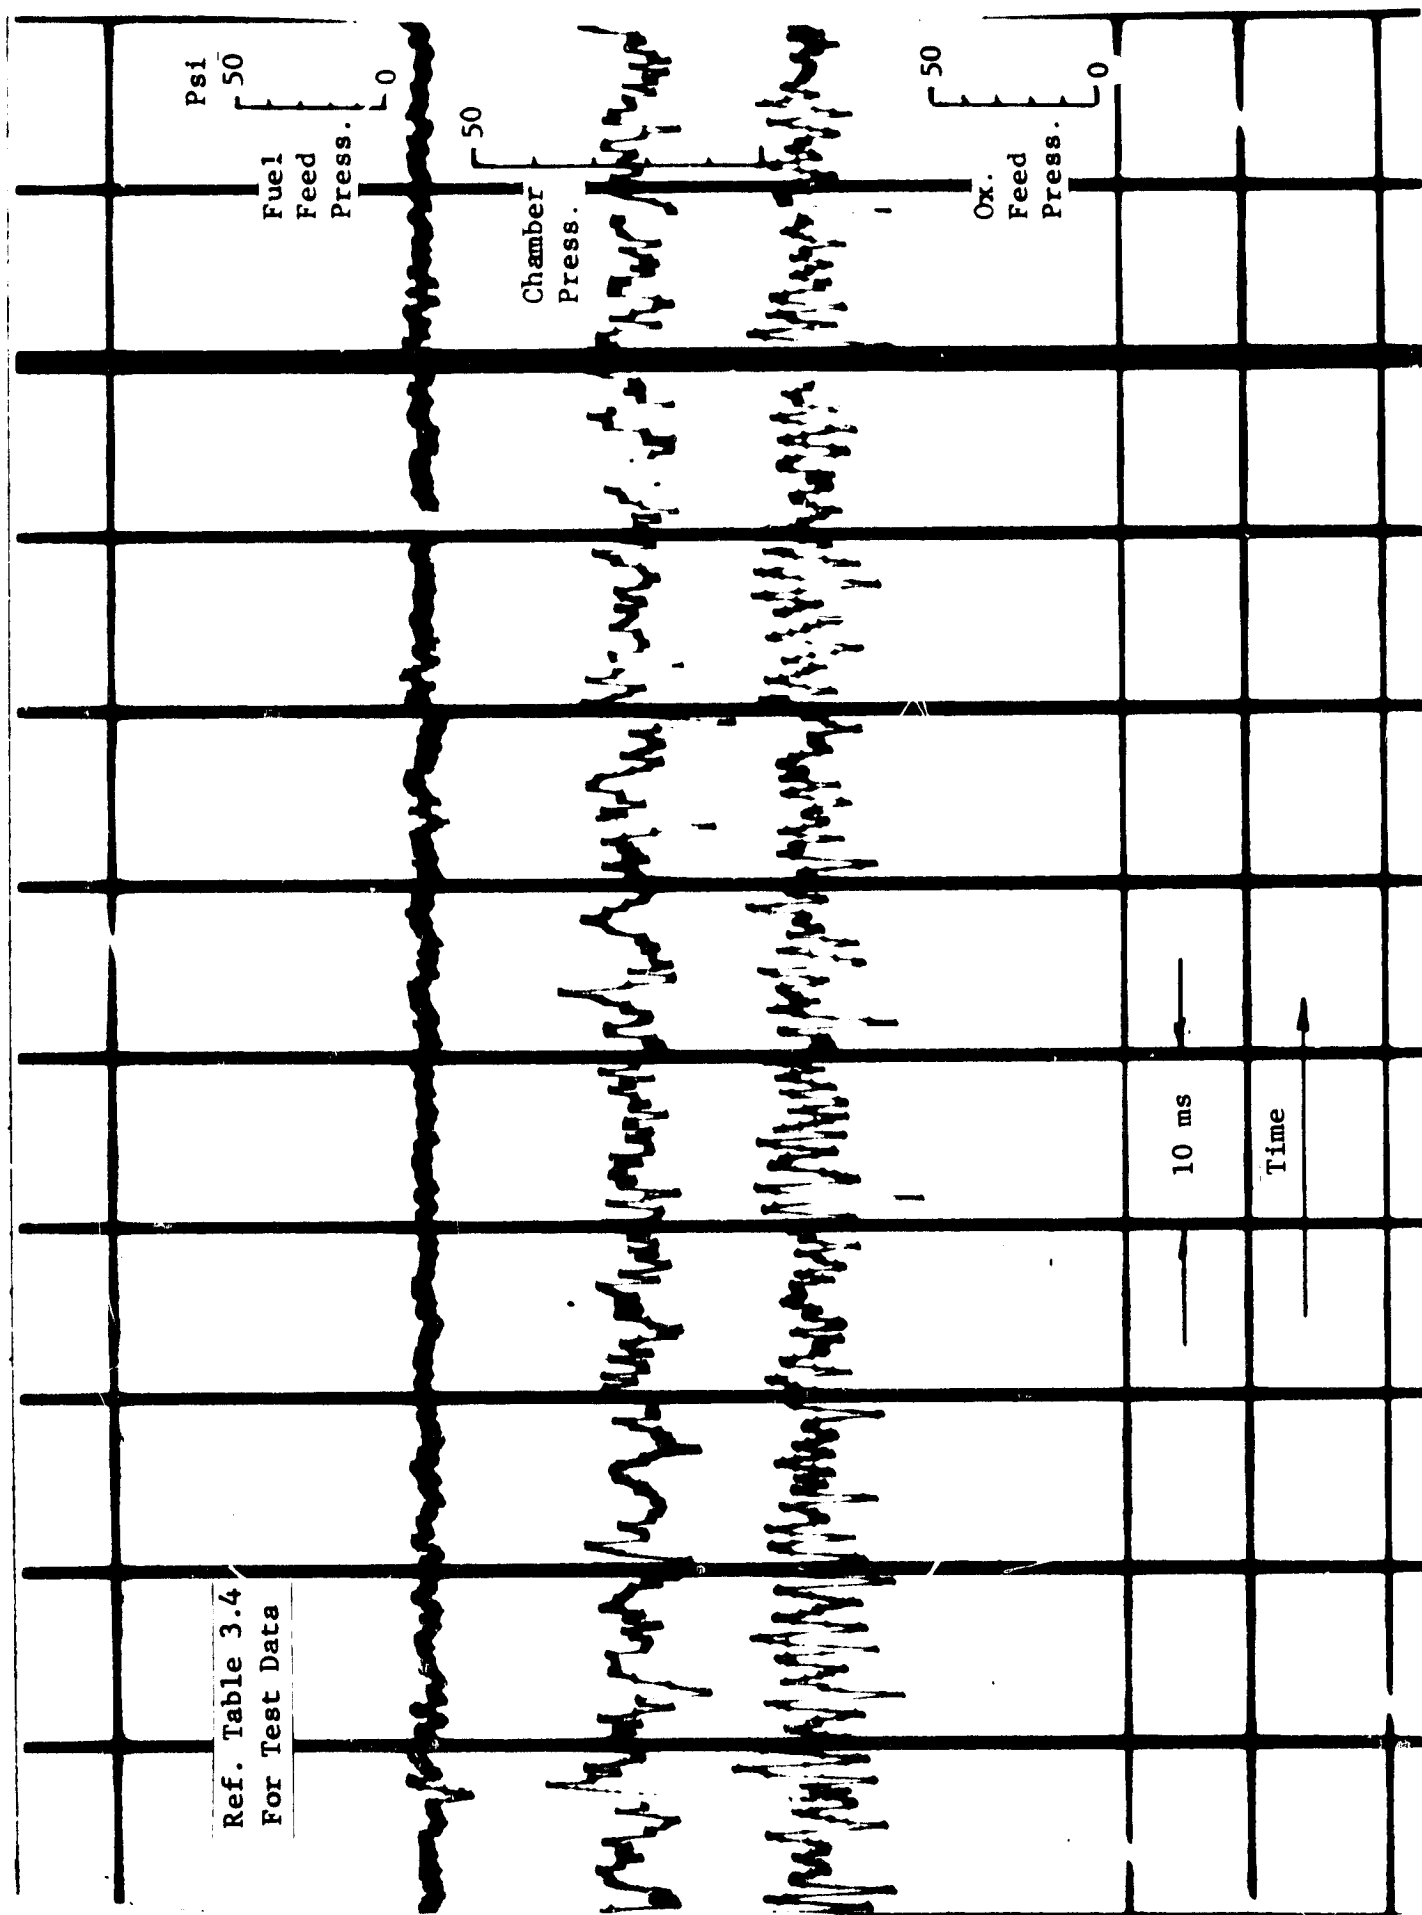 Ref. Table 3.4
For Test Data
Psi
50
0
Fuel
Feed
Press.
50
Chamber
Press.
50
0
Ox.
Feed
Press.
10 ms
Time